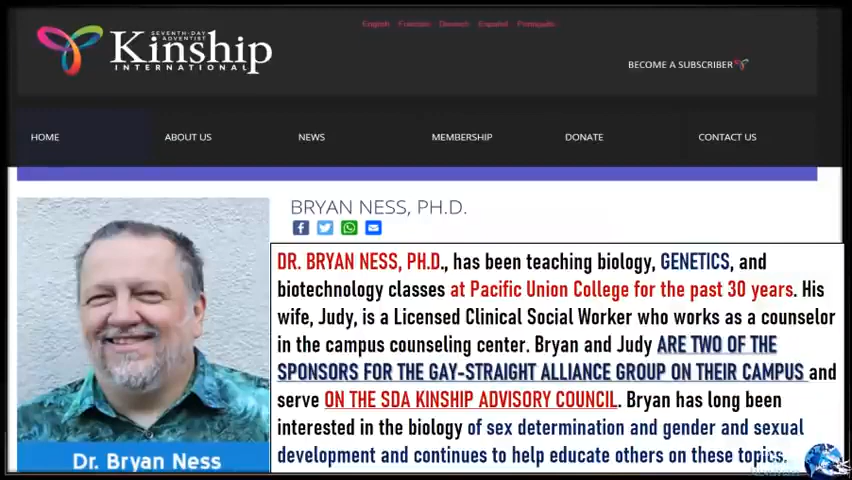 English Francais Deutsch Español Português
SEVENTH-DAY
ADVENTIST
Kinship
INTERNATIONAL
BECOME A SUBSCRIBER
HOME ABOUT US NEWS MEMBERSHIP DONATE CONTACT US
BRYAN NESS, PH.D.
DR. BRYAN NESS, PH.D., has been teaching biology, GENETICS, and
biotechnology classes at Pacific Union College for the past 30 years. His
wife, Judy, is a Licensed Clinical Social Worker who works as a counselor
in the campus counseling center. Bryan and Judy ARE TWO OF THE
SPONSORS FOR THE GAY-STRAIGHT ALLIANCE GROUP ON THEIR CAMPUS and
serve ON THE SDA KINSHIP ADVISORY COUNCIL. Bryan has long been
interested in the biology of sex determination and gender and sexual
development and continues to help educate others on these topics.
Dr. Bryan Ness